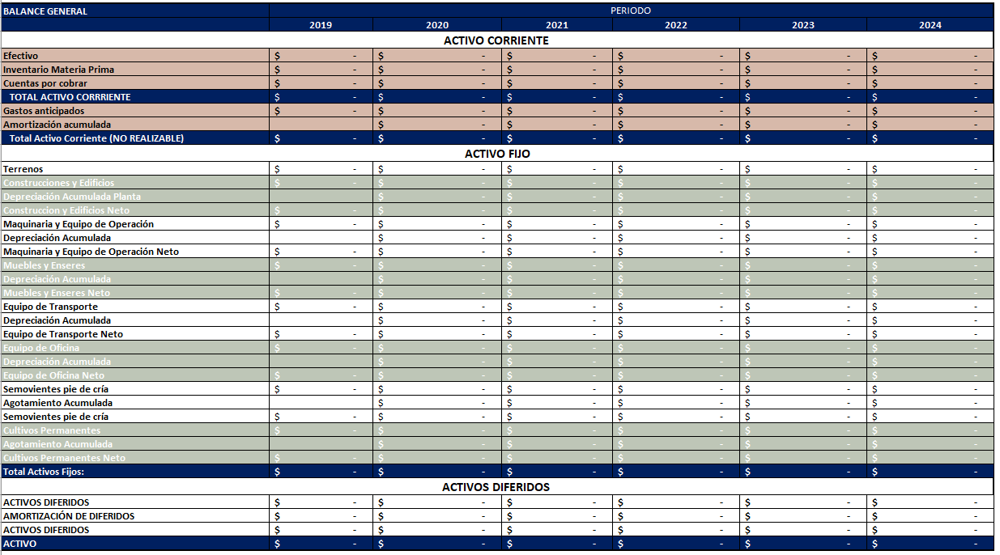 BALANCE GENERAL PERIODO
2019 2020 2021 2022 2023 2024
ACTIVO CORRIENTE
Efectivo $ - $ - $ - $ - $ - $ -
Inventario Materia Prima $ - $ - $ - $ - $ - $ -
Cuentas por cobrar $ - $ - $ - $ - $ - $ -
TOTAL ACTIVO CORRRIENTE $ - $ - $ - $ - $ - $ -
Gastos anticipados $ - $ - $ - $ - $ - $ -
Amortización acumulada $ - $ - $ - $ - $ -
Total Activo Corriente (NO REALIZABLE) $ - $ - $ - $ - $ - $ -
ACTIVO FIJO
Terrenos $ - $ - $ - $ - $ - $ -
Construcciones y Edificios $ - $ - $ - $ - $ - $ -
Depreciación Acumulada Planta $ - $ - $ - $ - $ -
Construccion y Edificios Neto $ - $ - $ - $ - $ - $ -
Maquinaria y Equipo de Operación $ - $ - $ - $ - $ - $ -
Depreciación Acumulada $ - $ - $ - $ - $ -
Maquinaria y Equipo de Operación Neto $ - $ - $ - $ - $ - $ -
Muebles y Enseres $ - $ - $ - $ - $ - $ -
Depreciación Acumulada $ - $ - $ - $ - $ -
Muebles y Enseres Neto $ - $ - $ - $ - $ - $ -
Equipo de Transporte $ - $ - $ - $ - $ - $ -
Depreciación Acumulada $ - $ - $ - $ - $ -
Equipo de Transporte Neto $ - $ - $ - $ - $ - $ -
Equipo de Oficina $ - $ - $ - $ - $ - $ -
Depreciación Acumulada $ - $ - $ - $ - $ -
Equipo de Oficina Neto $ - $ - $ - $ - $ - $ -
Semovientes pie de cría $ - $ - $ - $ - $ - $ -
Agotamiento Acumulada $ - $ - $ - $ - $ -
Semovientes pie de cría $ - $ - $ - $ - $ - $ -
Cultivos Permanentes $ - $ - $ - $ - $ - $ -
Agotamiento Acumulada $ - $ - $ - $ - $ -
Cultivos Permanentes Neto $ - $ - $ - $ - $ - $ -
Total Activos Fijos: $ - $ - $ - $ - $ - $ -
ACTIVOS DIFERIDOS
ACTIVOS DIFERIDOS $ - $ - $ - $ - $ - $ -
AMORTIZACIÓN DE DIFERIDOS $ - $ - $ - $ - $ - $ -
ACTIVOS DIFERIDOS $ - $ - $ - $ - $ - $ -
ACTIVO $ - $ - $ - $ - $ - $ -